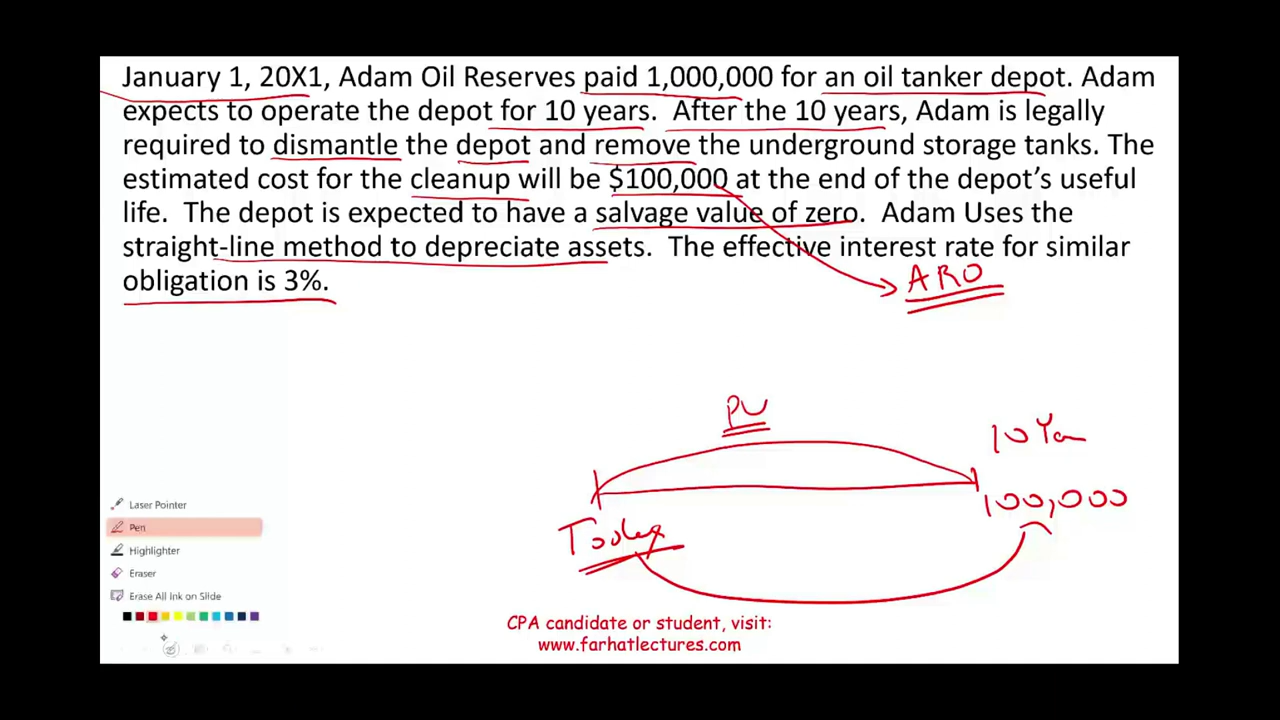 January 1, 20X1, Adam Oil Reserves paid 1,000,000 for an oil tanker depot. Adam
expects to operate the depot for 10 years. After the 10 years, Adam is legally
required to dismantle the depot and remove the underground storage tanks. The
estimated cost for the cleanup will be $100,000 at the end of the depot's useful
life. The depot is expected to have a salvage value of zero. Adam Uses the
straight-line method to depreciate assets. The effective interest rate for similar
obligation is 3%.
ARO
PV
10 Year
100,000
Today
Laser Pointer
Pen
Highlighter
Eraser
Erase All Ink on Slide
CPA candidate or student, visit:
www.farhatlectures.com